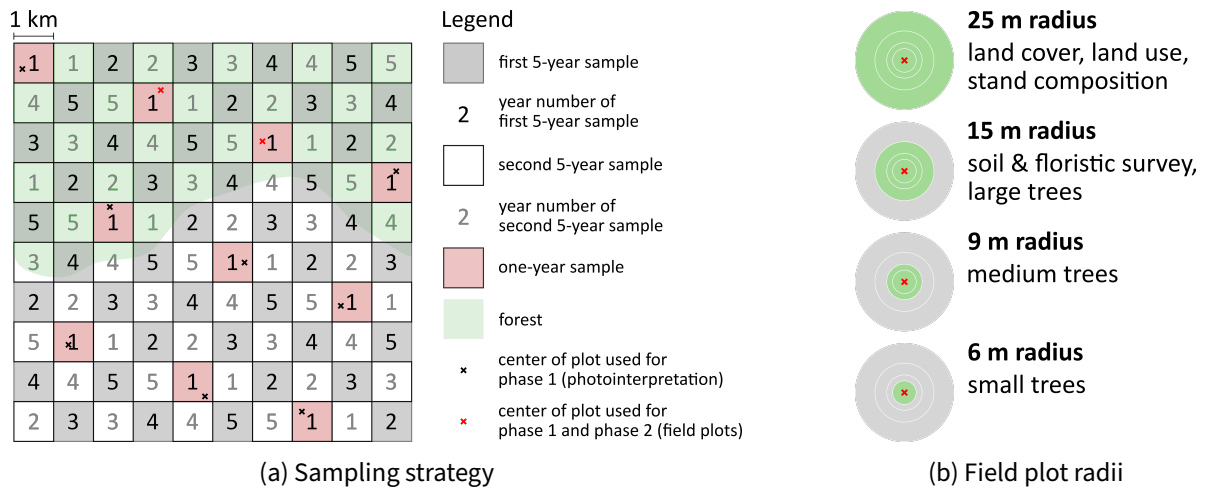 1 km
1 1 2 2 3 3 4 4 5 5
4 5 5 1 1 2 2 3 3 4
3 3 4 4 5 5 1 1 2 2
1 2 2 3 3 4 4 5 5 1
5 5 1 1 2 2 3 3 4 4
3 4 4 5 5 1 1 2 2 3
2 2 3 3 4 4 5 5 1 1
5 1 1 2 2 3 3 4 4 5
4 4 5 5 1 1 2 2 3 3
2 3 3 4 4 5 5 1 1 2
Legend
first 5-year sample
2
year number of
first 5-year sample
second 5-year sample
2
year number of
second 5-year sample
one-year sample
forest
center of plot used for
phase 1 (photointerpretation)
center of plot used for
phase 1 and phase 2 (field plots)
(a) Sampling strategy
25 m radius
land cover, land use,
stand composition
15 m radius
soil & floristic survey,
large trees
9 m radius
medium trees
6 m radius
small trees
(b) Field plot radii